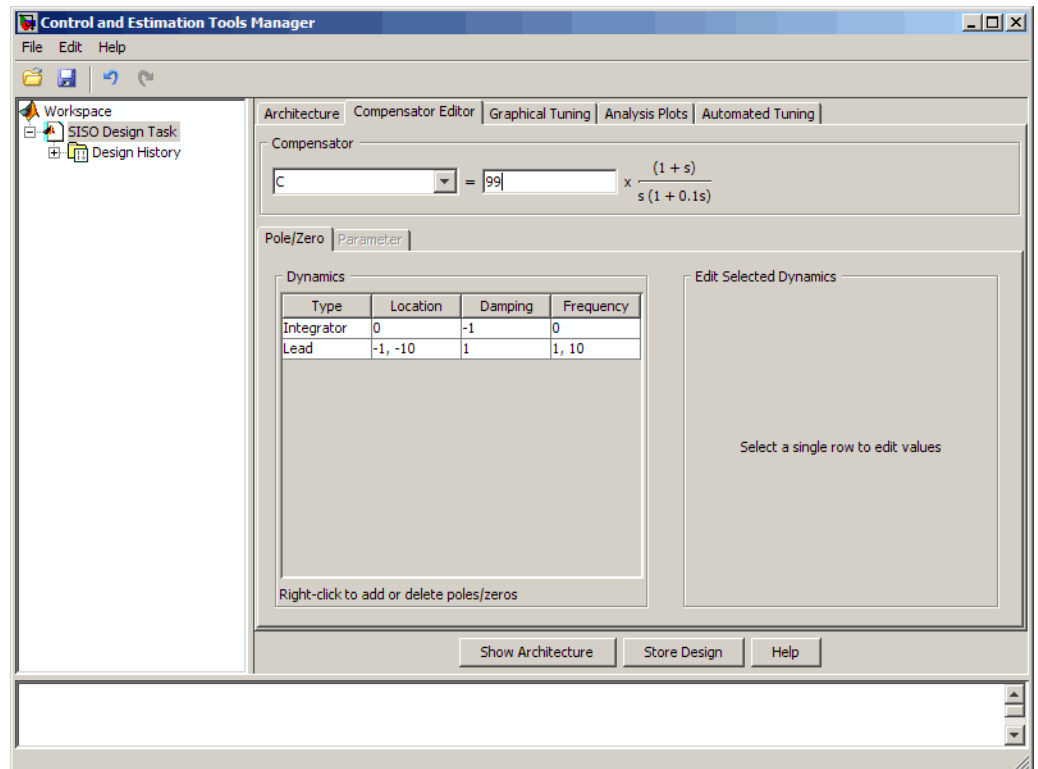 Control and Estimation Tools Manager
File Edit Help
Workspace
SISO Design Task
Design History
Architecture Compensator Editor Graphical Tuning Analysis Plots Automated Tuning
Compensator
C = 99 x (1 + s)
s (1 + 0.1s)
Pole/Zero Parameter
Dynamics
Type Location Damping Frequency
Integrator 0 -1 0
Lead -1, -10 1 1, 10
Right-click to add or delete poles/zeros
Edit Selected Dynamics
Select a single row to edit values
Show Architecture Store Design Help